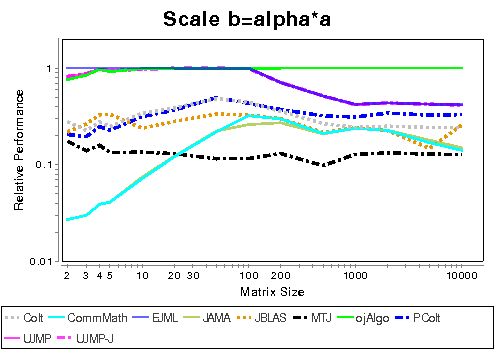 Scale b=alpha*a
Relative Performance
1
0.1
0.01
2 3 4 5 10 20 30 100 200 1000 2000 10000
Matrix Size
Colt CommMath EJML JAMA JBLAS MTJ ojAlgo PColt
UJMP UJMP-J